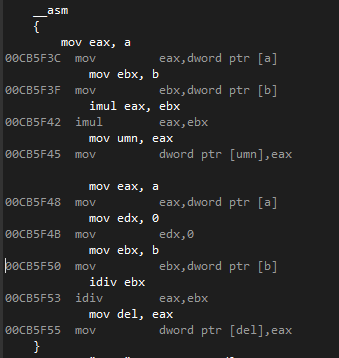 __asm
{
mov eax, a
00CB5F3C mov eax,dword ptr [a]
mov ebx, b
00CB5F3F mov ebx,dword ptr [b]
imul eax, ebx
00CB5F42 imul eax,ebx
mov umn, eax
00CB5F45 mov dword ptr [umn],eax
mov eax, a
00CB5F48 mov eax,dword ptr [a]
mov edx, 0
00CB5F4B mov edx,0
mov ebx, b
00CB5F50 mov ebx,dword ptr [b]
idiv ebx
00CB5F53 idiv eax,ebx
mov del, eax
00CB5F55 mov dword ptr [del],eax
}